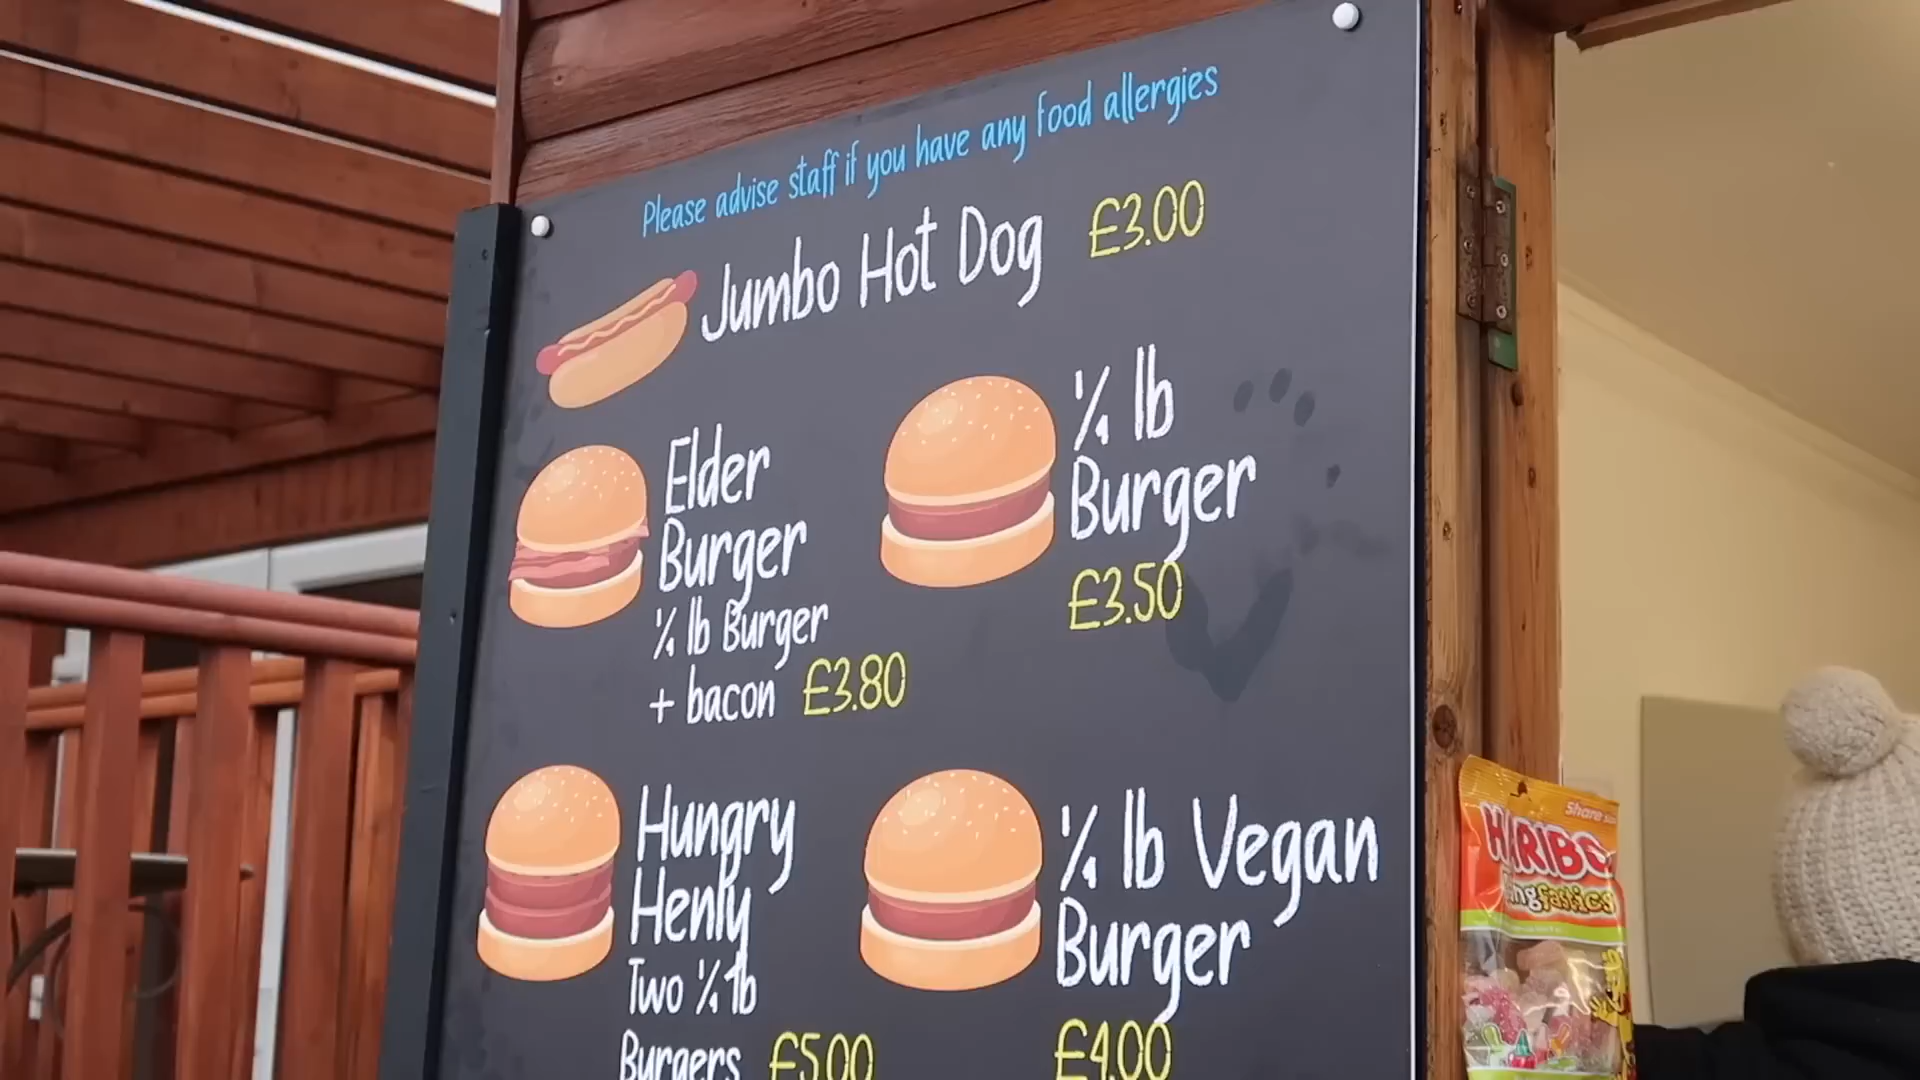 Please advise staff if you have any food allergies
Jumbo Hot Dog £3.00
Elder
Burger
¼ lb Burger
+ bacon £3.80
¼ lb
Burger
£3.50
Hungry
Henly
Two ¼ lb
Burgers £5.00
¼ lb Vegan
Burger
£4.00
Share
HARIBO